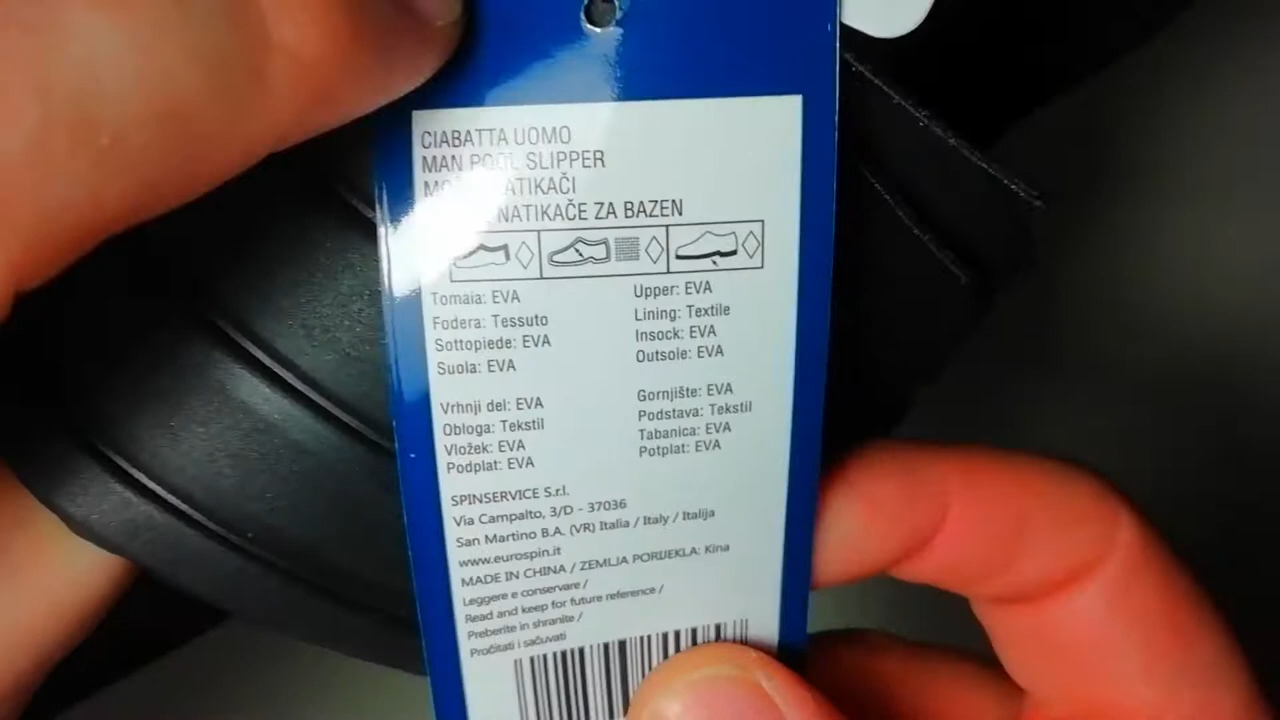 CIABATTA UOMO
MAN POOL SLIPPER
NATIKAČE ZA BAZEN
Tomaia: EVA
Fodera: Tessuto
Sottopiede: EVA
Suola: EVA
Upper: EVA
Lining: Textile
Insock: EVA
Outsole: EVA
Vrhnji del: EVA
Obloga: Tekstil
Vložek: EVA
Podplat: EVA
Gornjište: EVA
Podstava: Tekstil
Tabanica: EVA
Potplat: EVA
SPINSERVICE S.r.l.
Via Campalto, 3/D - 37036
San Martino B.A. (VR) Italia / Italy / Italija
www.eurospin.it
MADE IN CHINA / ZEMLJA PORIJEKLA: Kina
Leggere e conservare /
Read and keep for future reference /
Preberite in shranite /
Pročitati i sačuvati